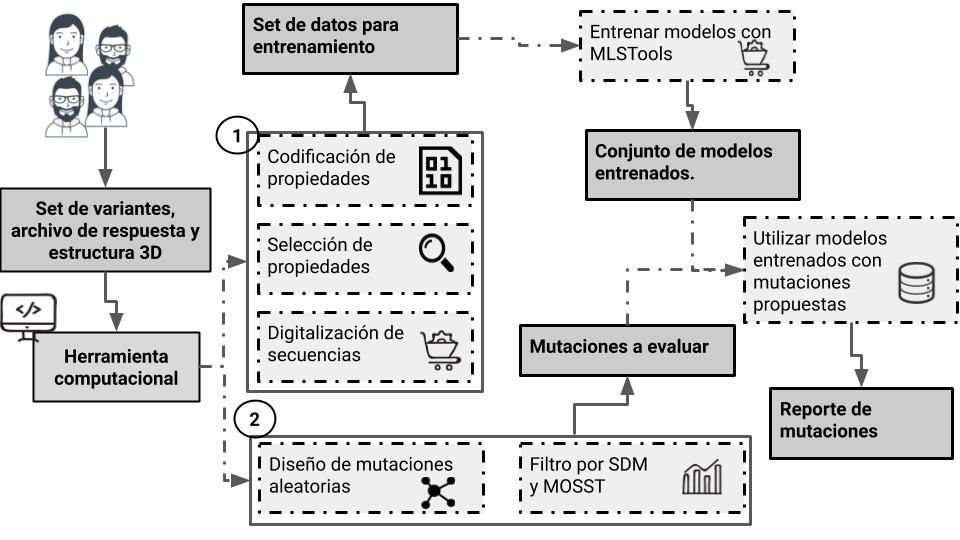 Set de datos para
entrenamiento
Entrenar modelos con
MLSTools
1
Codificación de
propiedades
01
10
Conjunto de modelos
entrenados.
Set de variantes,
archivo de respuesta y
estructura 3D
Selección de
propiedades
Utilizar modelos
entrenados con
mutaciones
propuestas
</>
Herramienta
computacional
Digitalización de
secuencias
Mutaciones a evaluar
Reporte de
mutaciones
2
Diseño de mutaciones
aleatorias
Filtro por SDM
y MOSST